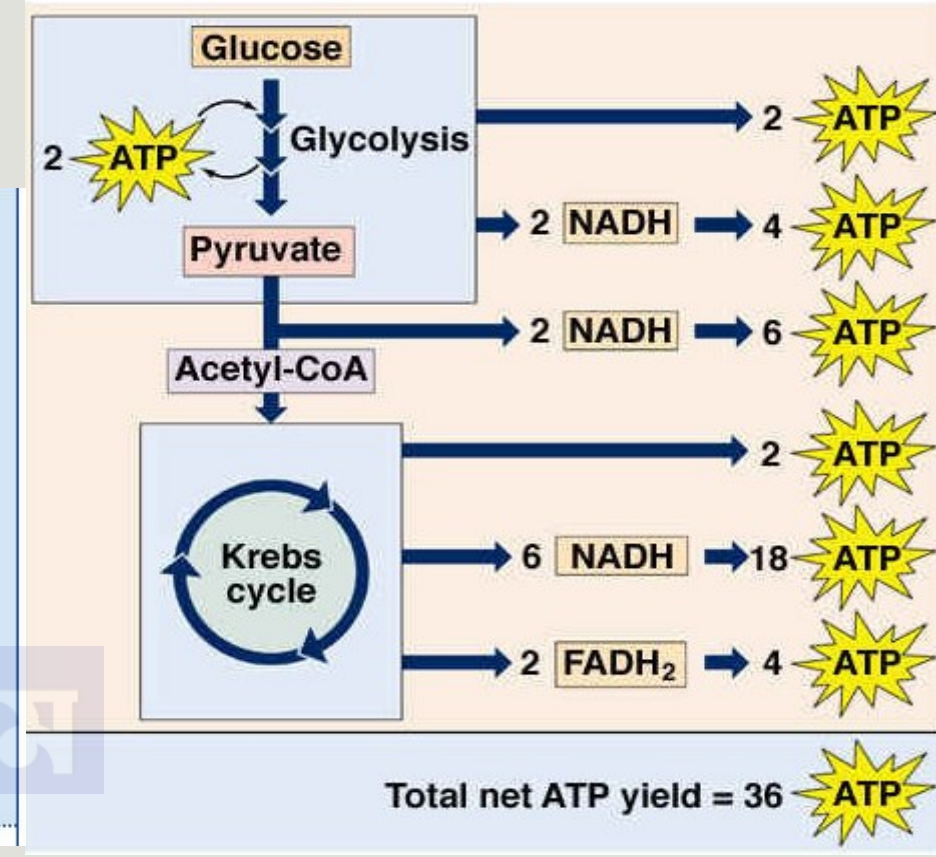 Glucose
2 ATP
Glycolysis
2 ATP
2 NADH 4 ATP
Pyruvate
2 NADH 6 ATP
Acetyl-CoA
2 ATP
Krebs
cycle
6 NADH 18 ATP
2 FADH₂ 4 ATP
Total net ATP yield = 36 ATP